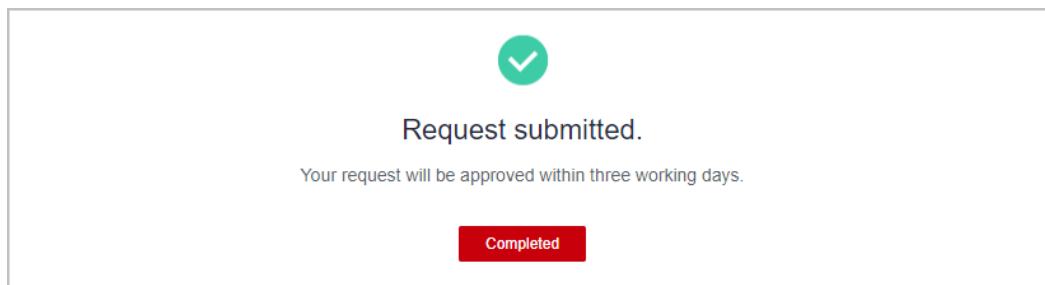 Request submitted.
Your request will be approved within three working days.
Completed